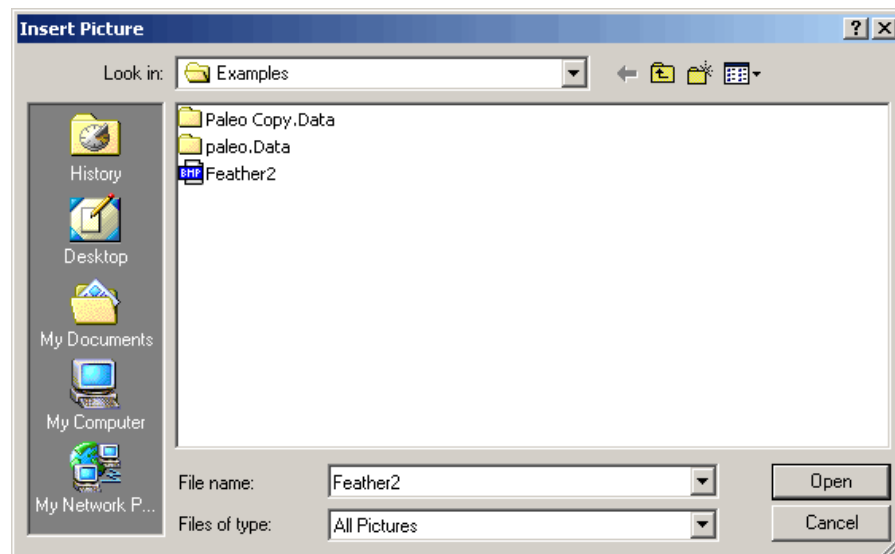 Insert Picture
Look in: Examples
Paleo Copy.Data
paleo.Data
BMP Feather2
History
Desktop
My Documents
My Computer
My Network P...
File name: Feather2 Open
Files of type: All Pictures Cancel